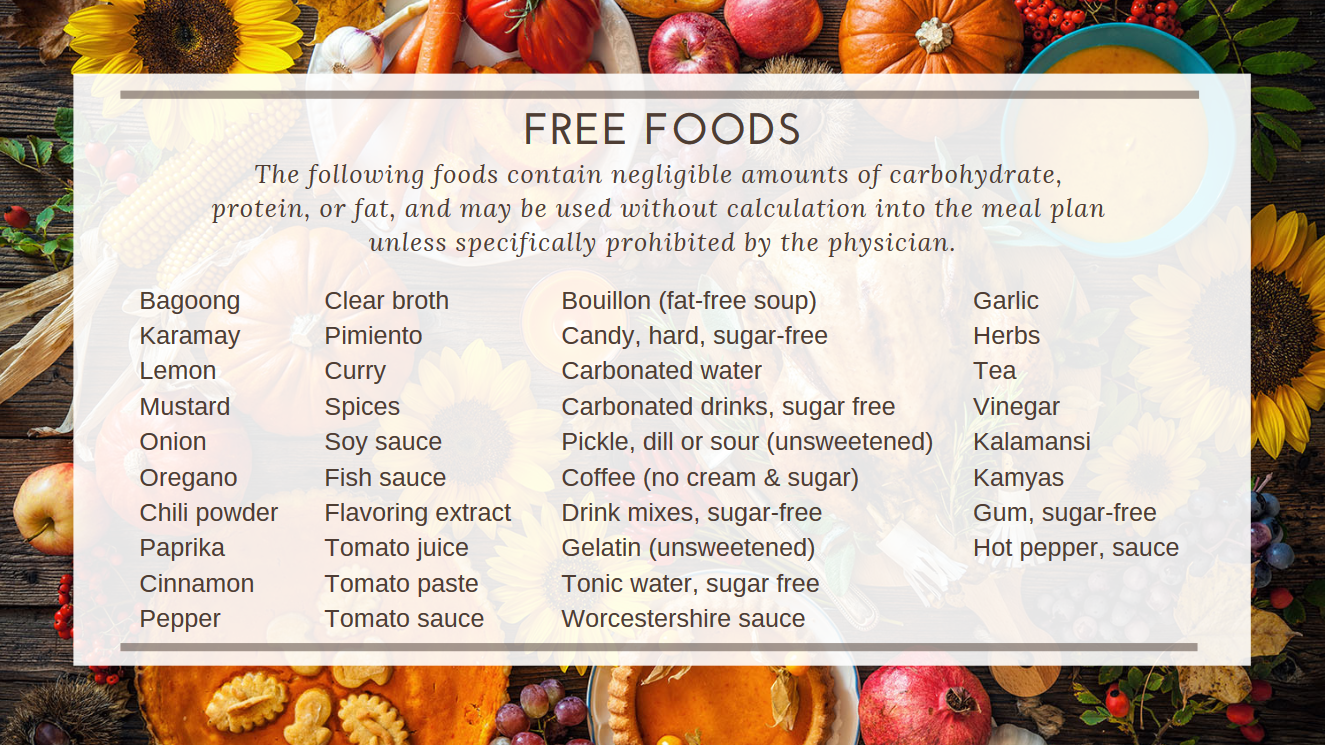 FREE FOODS
The following foods contain negligible amounts of carbohydrate,
protein, or fat, and may be used without calculation into the meal plan
unless specifically prohibited by the physician.
Bagoong
Karamay
Lemon
Mustard
Onion
Oregano
Chili powder
Paprika
Cinnamon
Pepper
Clear broth
Pimiento
Curry
Spices
Soy sauce
Fish sauce
Flavoring extract
Tomato juice
Tomato paste
Tomato sauce
Bouillon (fat-free soup)
Candy, hard, sugar-free
Carbonated water
Carbonated drinks, sugar free
Pickle, dill or sour (unsweetened)
Coffee (no cream & sugar)
Drink mixes, sugar-free
Gelatin (unsweetened)
Tonic water, sugar free
Worcestershire sauce
Garlic
Herbs
Tea
Vinegar
Kalamansi
Kamyas
Gum, sugar-free
Hot pepper, sauce